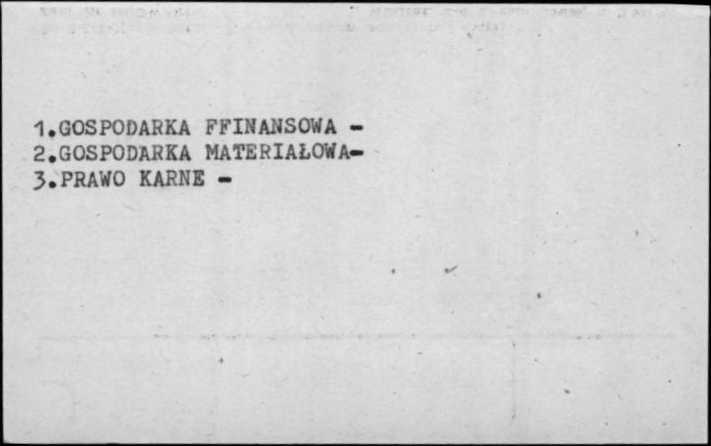 1.GOSPODARKA FFINANSOWA -
2.GOSPODARKA MATERIAŁOWA-
3.PRAWO KARNE -